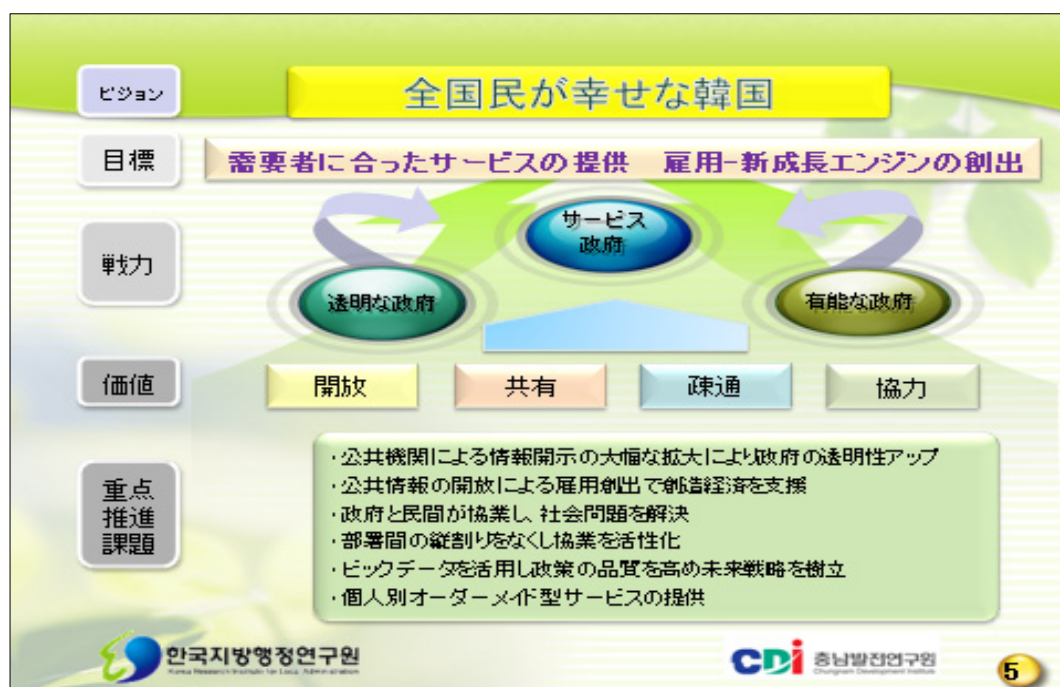 ビジョン
全国民が幸せな韓国
目標
需要者に合ったサービスの提供 雇用-新成長エンジンの創出
戦力
サービス
政府
透明な政府
有能な政府
価値
開放
共有
疎通
協力
重点
推進
課題
・公共機関による情報開示の大幅な拡大により政府の透明性アップ
・公共情報の開放による雇用創出で創造経済を支援
・政府と民間が協業し、社会問題を解決
・部署間の縦割りをなくし協業を活性化
・ビックデータを活用し政策の品質を高め未来戦略を樹立
・個人別オーダーメイド型サービスの提供
한국지방행정연구원
Korea Research Institute for Local Administration
CDi 충남발전연구원
Chungnam Development Institute
5